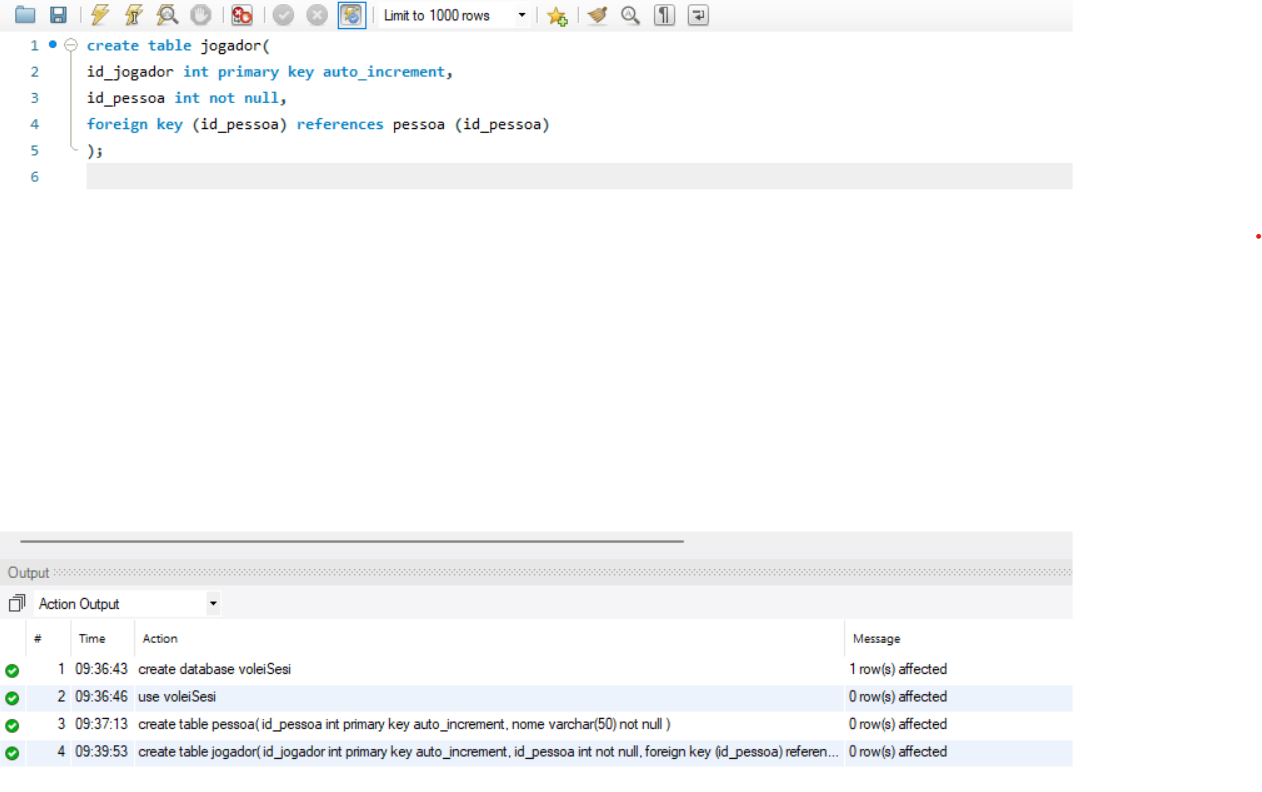 Limit to 1000 rows
1 create table jogador(
2 id_jogador int primary key auto_increment,
3 id_pessoa int not null,
4 foreign key (id_pessoa) references pessoa (id_pessoa)
5 );
6
Output
Action Output
# Time Action Message
1 09:36:43 create database voleiSesi 1 row(s) affected
2 09:36:46 use voleiSesi 0 row(s) affected
3 09:37:13 create table pessoa( id_pessoa int primary key auto_increment, nome varchar(50) not null ) 0 row(s) affected
4 09:39:53 create table jogador( id_jogador int primary key auto_increment, id_pessoa int not null, foreign key (id_pessoa) referen... 0 row(s) affected